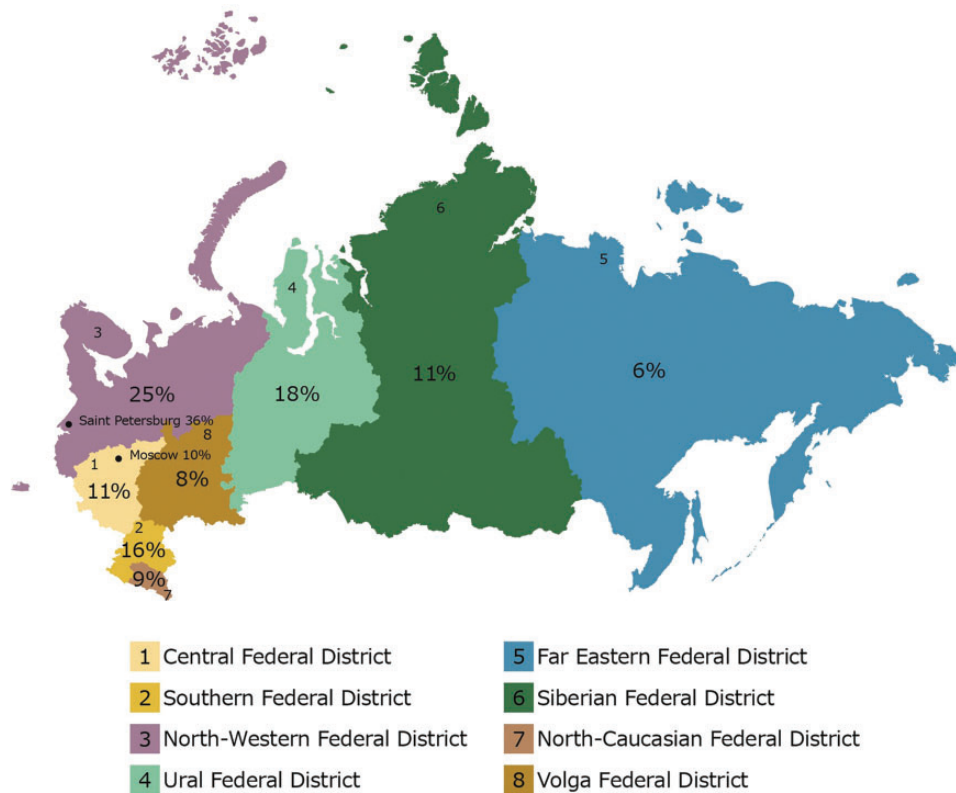 6
5
4
3
11%
6%
25%
18%
Saint Petersburg 36%
8
1
Moscow 10%
8%
11%
2
16%
9%
7
1 Central Federal District
2 Southern Federal District
3 North-Western Federal District
4 Ural Federal District
5 Far Eastern Federal District
6 Siberian Federal District
7 North-Caucasian Federal District
8 Volga Federal District